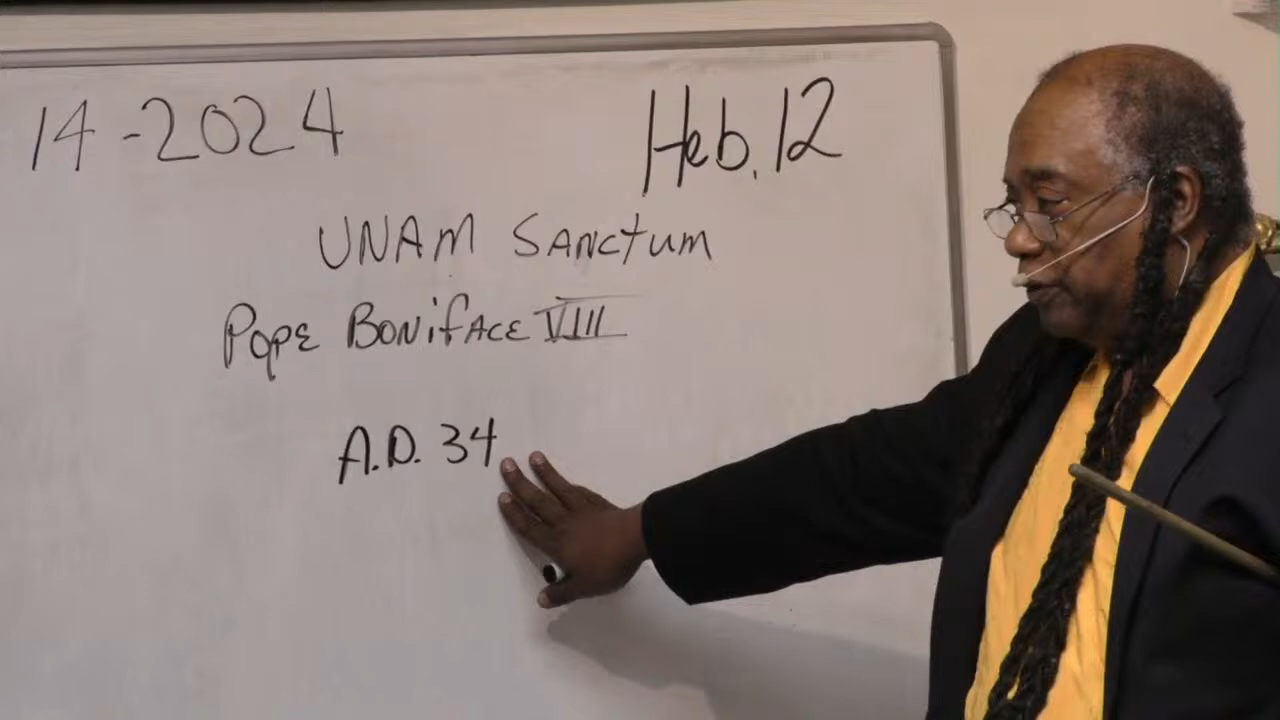 14-2024
Heb. 12
UNAM SANCTUM
POPE BONIFACE VIII
A.D. 34